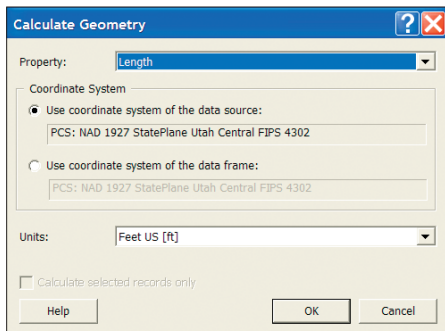 Calculate Geometry
Property: Length
Coordinate System
Use coordinate system of the data source:
PCS: NAD 1927 StatePlane Utah Central FIPS 4302
Use coordinate system of the data frame:
PCS: NAD 1927 StatePlane Utah Central FIPS 4302
Units: Feet US [ft]
Calculate selected records only
Help OK Cancel